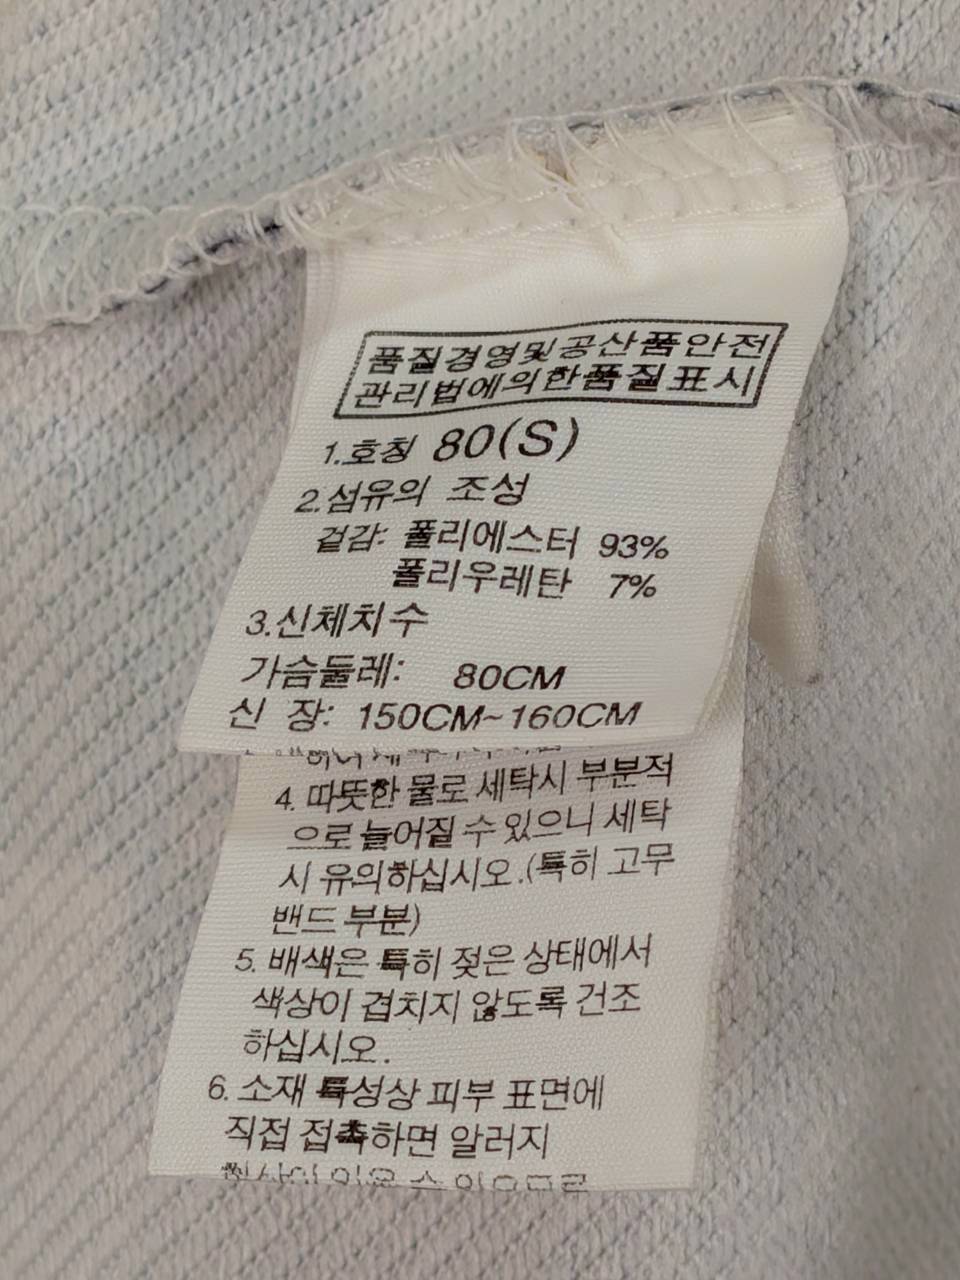 품질경영및공산품안전
관리법에의한품질표시
1.호칭 80(S)
2.섬유의 조성
겉감: 폴리에스터 93%
폴리우레탄 7%
3.신체치수
가슴둘레: 80CM
신 장: 150CM~160CM
4. 따뜻한 물로 세탁시 부분적
으로 늘어질 수 있으니 세탁
시 유의하십시오.(특히 고무
밴드 부분)
5. 배색은 특히 젖은 상태에서
색상이 겹치지 않도록 건조
하십시오.
6. 소재 특성상 피부 표면에
직접 접촉하면 알러지